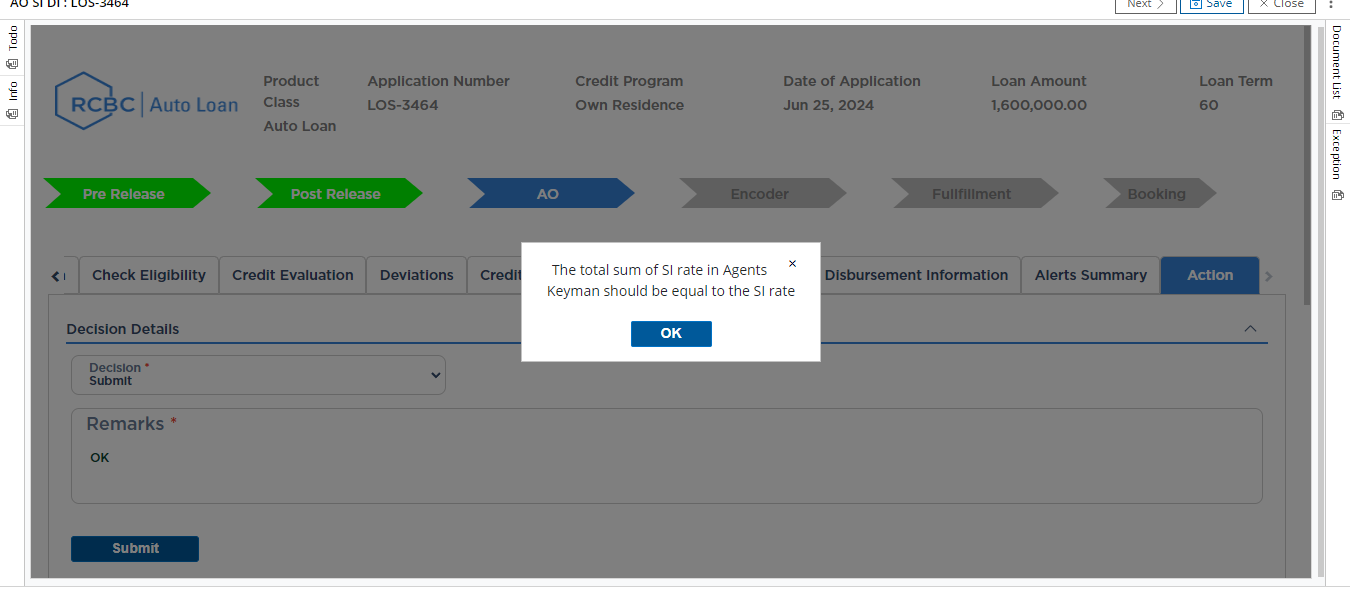 AO SI DI : LOS-3464
Next
Save
Close
Todo
Info
Document List
Exception
RCBC | Auto Loan
Product Class
Auto Loan
Application Number
LOS-3464
Credit Program
Own Residence
Date of Application
Jun 25, 2024
Loan Amount
1,600,000.00
Loan Term
60
Pre Release
Post Release
AO
Encoder
Fullfillment
Booking
Check Eligibility
Credit Evaluation
Deviations
Disbursement Information
Alerts Summary
Action
The total sum of SI rate in Agents
Keyman should be equal to the SI rate
OK
Decision Details
Decision *
Submit
Remarks *
OK
Submit